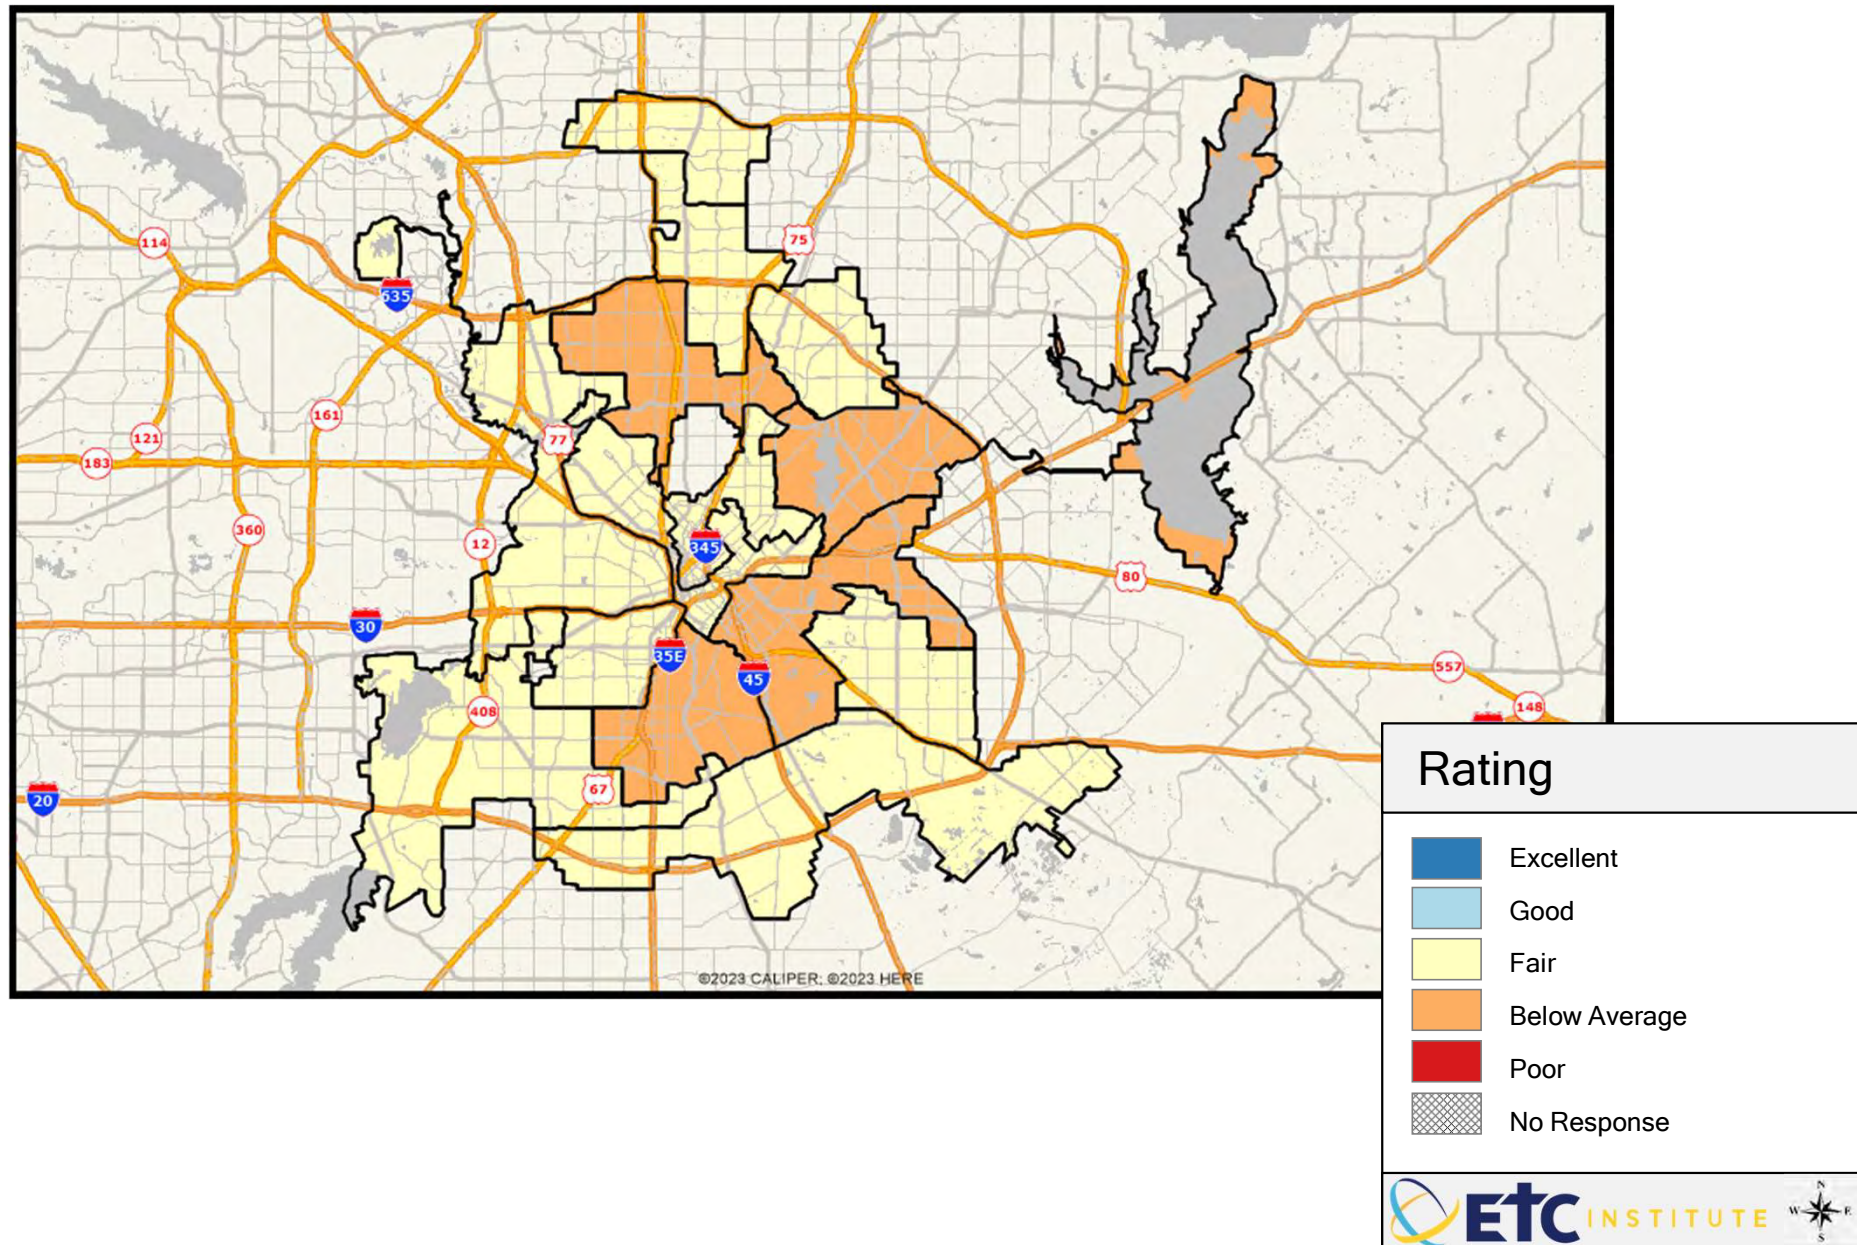 114
75
635
161
121
77
183
360
12
345
80
30
35E
45
557
408
148
67
20
©2023 CALIPER; ©2023 HERE
Rating
Excellent
Good
Fair
Below Average
Poor
No Response
ETC INSTITUTE
N
W E
S